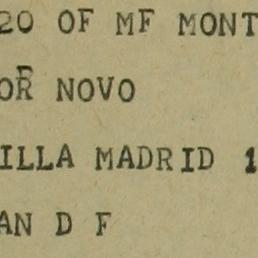 20 OF MF MONT
OR NOVO
ILLA MADRID 1
AN D F